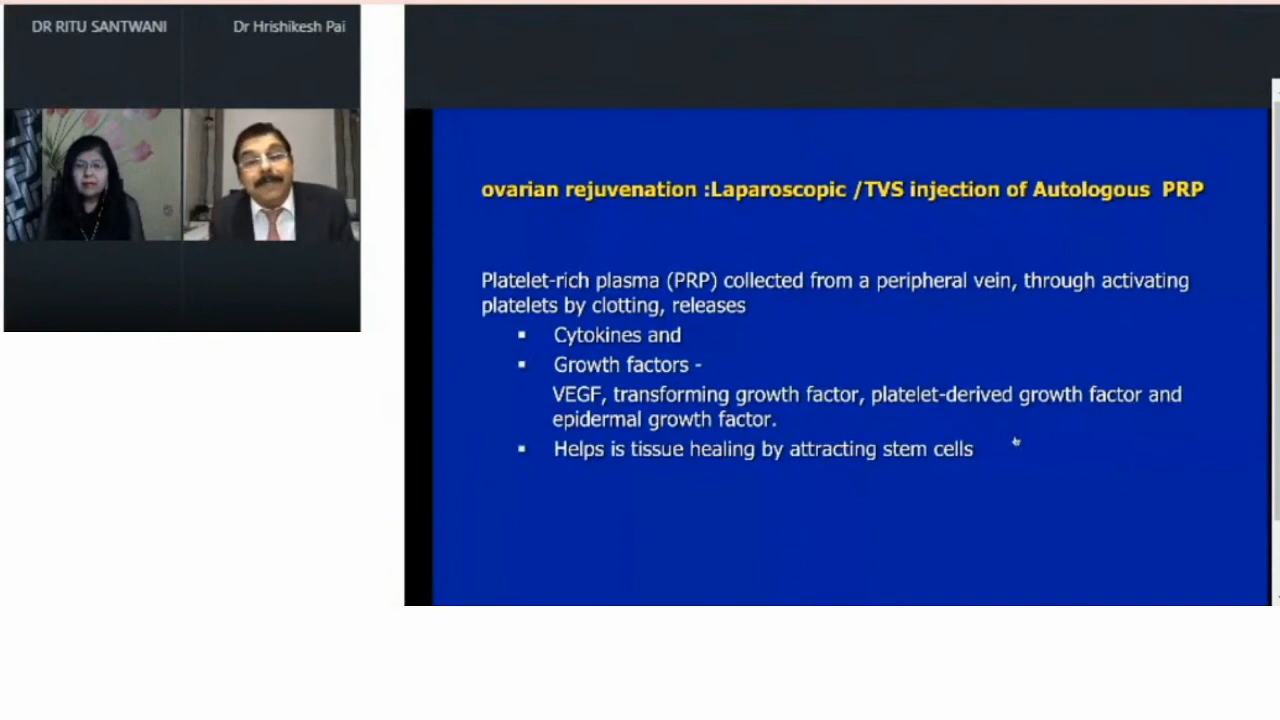 DR RITU SANTWANI
Dr Hrishikesh Pai
ovarian rejuvenation :Laparoscopic /TVS injection of Autologous PRP
Platelet-rich plasma (PRP) collected from a peripheral vein, through activating
platelets by clotting, releases
▪ Cytokines and
▪ Growth factors -
VEGF, transforming growth factor, platelet-derived growth factor and
epidermal growth factor.
▪ Helps is tissue healing by attracting stem cells